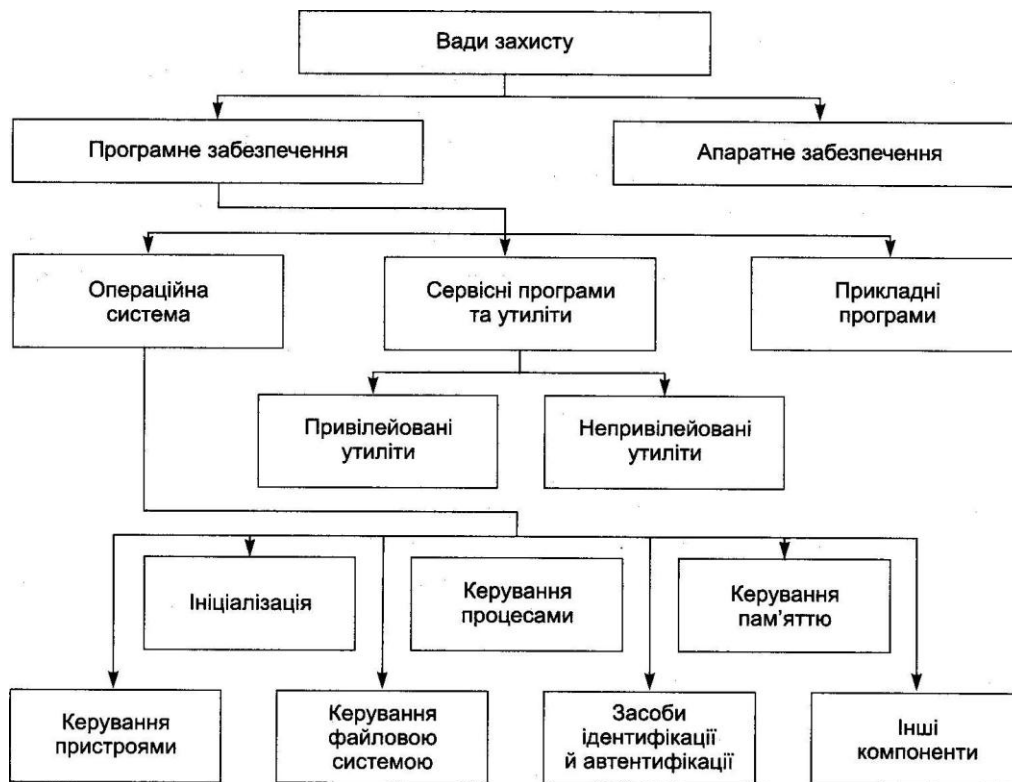 Вади захисту
Програмне забезпечення
Апаратне забезпечення
Операційна
система
Сервісні програми
та утиліти
Прикладні
програми
Привілейовані
утиліти
Непривілейовані
утиліти
Ініціалізація
Керування
процесами
Керування
пам’яттю
Керування
пристроями
Керування
файловою
системою
Засоби
ідентифікації
й автентифікації
Інші
компоненти